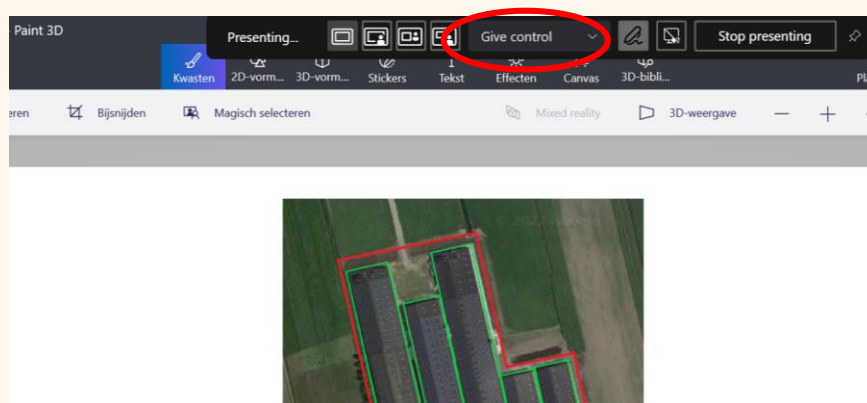 Paint 3D
Presenting...
Give control
Stop presenting
Kwasten
2D-vorm...
3D-vorm...
Stickers
Tekst
Effecten
Canvas
3D-bibli...
Pl
eren
Bijsnijden
Magisch selecteren
Mixed reality
3D-weergave